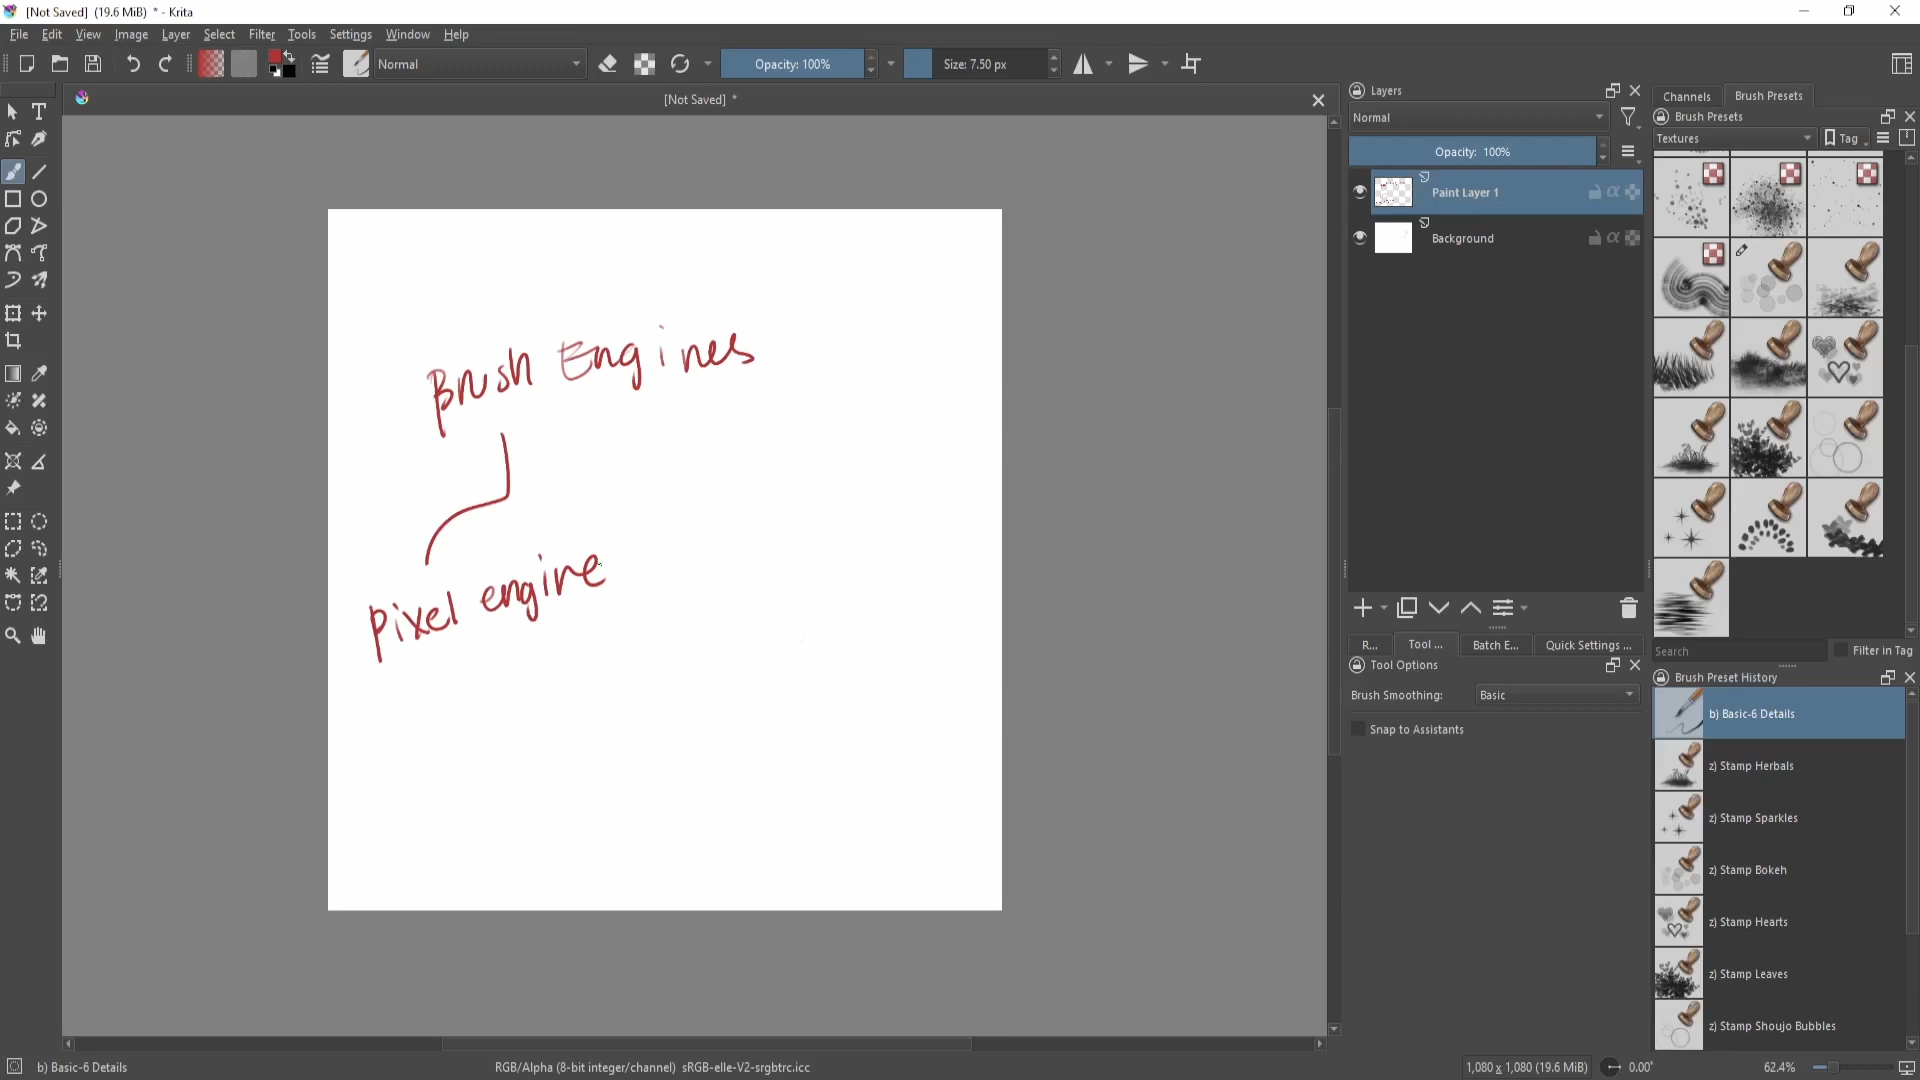 [Not Saved] (19.6 MiB) * - Krita
File Edit View Image Layer Select Filter Tools Settings Window Help
Normal
Opacity: 100%
Size: 7.50 px
[Not Saved] *
Brush Engines
pixel engine
Layers
Normal
Opacity: 100%
Paint Layer 1
Background
R... Tool ... Batch E... Quick Settings ...
Tool Options
Brush Smoothing: Basic
Snap to Assistants
Channels Brush Presets
Brush Presets
Textures Tag
Search Filter in Tag
Brush Preset History
b) Basic-6 Details
z) Stamp Herbals
z) Stamp Sparkles
z) Stamp Bokeh
z) Stamp Hearts
z) Stamp Leaves
z) Stamp Shoujo Bubbles
b) Basic-6 Details
RGB/Alpha (8-bit integer/channel) sRGB-elle-V2-srgbtrc.icc
1,080 x 1,080 (19.6 MiB)
0.00°
62.4%